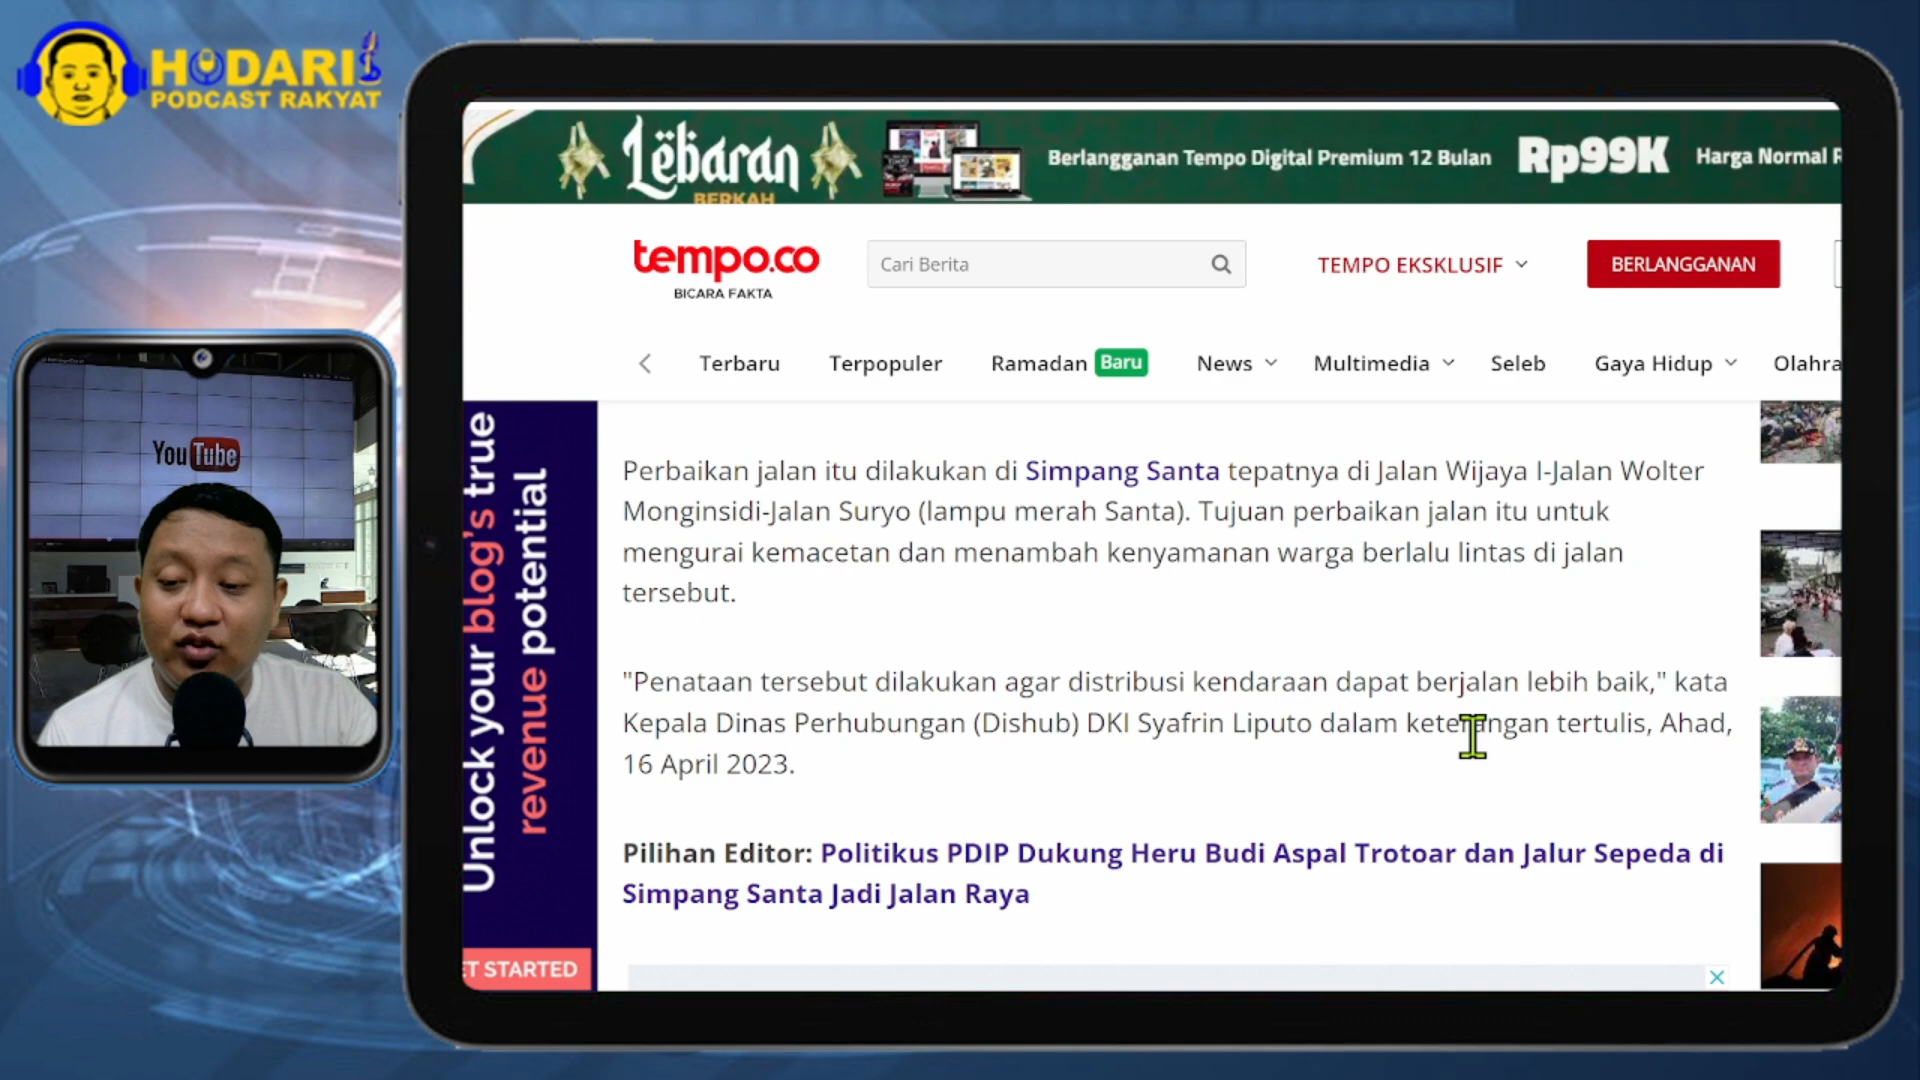 HODARI
PODCAST RAKYAT
Lebaran
BERKAH
Berlangganan Tempo Digital Premium 12 Bulan
Rp99K
Harga Normal
tempo.co
BICARA FAKTA
Cari Berita
TEMPO EKSKLUSIF
BERLANGGANAN
Terbaru
Terpopuler
Ramadan Baru
News
Multimedia
Seleb
Gaya Hidup
Olahra
YouTube
Unlock your blog's true
revenue potential
ET STARTED
Perbaikan jalan itu dilakukan di Simpang Santa tepatnya di Jalan Wijaya I-Jalan Wolter
Monginsidi-Jalan Suryo (lampu merah Santa). Tujuan perbaikan jalan itu untuk
mengurai kemacetan dan menambah kenyamanan warga berlalu lintas di jalan
tersebut.
"Penataan tersebut dilakukan agar distribusi kendaraan dapat berjalan lebih baik," kata
Kepala Dinas Perhubungan (Dishub) DKI Syafrin Liputo dalam keterangan tertulis, Ahad,
16 April 2023.
Pilihan Editor: Politikus PDIP Dukung Heru Budi Aspal Trotoar dan Jalur Sepeda di
Simpang Santa Jadi Jalan Raya